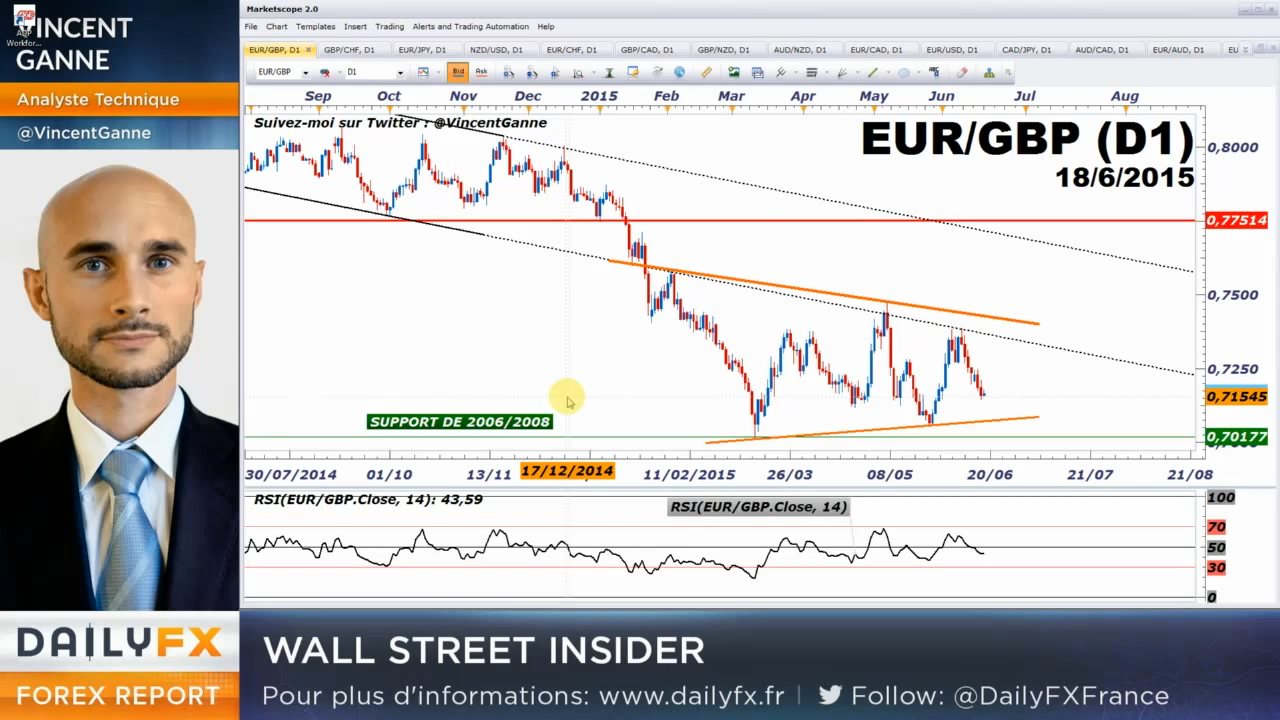 VINCENT
Workfor...
GANNE
Analyste Technique
@VincentGanne
Marketscope 2.0
File Chart Templates Insert Trading Alerts and Trading Automation Help
EUR/GBP, D1 GBP/CHF, D1 EUR/JPY, D1 NZD/USD, D1 EUR/CHF, D1 GBP/CAD, D1 GBP/NZD, D1 AUD/NZD, D1 EUR/CAD, D1 EUR/USD, D1 CAD/JPY, D1 AUD/CAD, D1 EUR/AUD, D1 EU
EUR/GBP D1 Bid Ask ABC
Sep Oct Nov Dec 2015 Feb Mar Apr May Jun Jul Aug
Suivez-moi sur Twitter : @VincentGanne
EUR/GBP (D1)
18/6/2015
0,8000
0,77514
0,7500
0,7250
0,71545
SUPPORT DE 2006/2008
0,70177
30/07/2014 01/10 13/11 17/12/2014 11/02/2015 26/03 08/05 20/06 21/07 21/08
RSI(EUR/GBP.Close, 14): 43,59
RSI(EUR/GBP.Close, 14)
100
70
50
30
0
DAILYFX
FOREX REPORT
WALL STREET INSIDER
Pour plus d'informations: www.dailyfx.fr | Follow: @DailyFXFrance